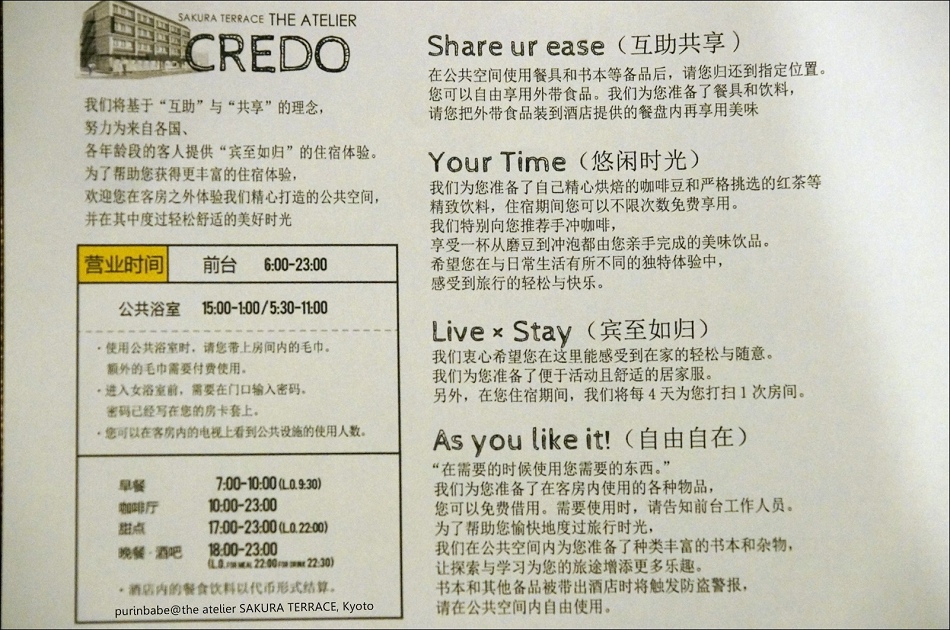 SAKURA TERRACE THE ATELIER
CREDO
我们将基于“互助”与“共享”的理念，
努力为来自各国、
各年龄段的客人提供“宾至如归”的住宿体验。
为了帮助您获得更丰富的住宿体验，
欢迎您在客房之外体验我们精心打造的公共空间，
并在其中度过轻松舒适的美好时光
营业时间 前台 6:00-23:00
公共浴室 15:00-1:00/5:30-11:00
・使用公共浴室时，请您带上房间内的毛巾。
额外的毛巾需要付费使用。
・进入女浴室前，需要在门口输入密码。
密码已经写在您的房卡套上。
・您可以在客房内的电视上看到公共设施的使用人数。
早餐 7:00-10:00 (L.O.9:30)
咖啡厅 10:00-23:00
甜点 17:00-23:00 (L.O.22:00)
晚餐·酒吧 18:00-23:00
(L.O. FOR MEAL 22:00 FOR DRINK 22:30)
・酒店内的餐食饮料以代币形式结算。
purinbabe@the atelier SAKURA TERRACE, Kyoto
Share ur ease（互助共享）
在公共空间使用餐具和书本等备品后，请您归还到指定位置。
您可以自由享用外带食品。我们为您准备了餐具和饮料，
请您把外带食品装到酒店提供的餐盘内再享用美味
Your Time（悠闲时光）
我们为您准备了自己精心烘焙的咖啡豆和严格挑选的红茶等
精致饮料，住宿期间您可以不限次数免费享用。
我们特别向您推荐手冲咖啡，
享受一杯从磨豆到冲泡都由您亲手完成的美味饮品。
希望您在与日常生活有所不同的独特体验中，
感受到旅行的轻松与快乐。
Live × Stay（宾至如归）
我们衷心希望您在这里能感受到在家的轻松与随意。
我们为您准备了便于活动且舒适的居家服。
另外，在您住宿期间，我们将每 4 天为您打扫 1 次房间。
As you like it!（自由自在）
“在需要的时候使用您需要的东西。”
我们为您准备了在客房内使用的各种物品，
您可以免费借用。需要使用时，请告知前台工作人员。
为了帮助您愉快地度过旅行时光，
我们在公共空间内为您准备了种类丰富的书本和杂物，
让探索与学习为您的旅途增添更多乐趣。
书本和其他备品被带出酒店时将触发防盗警报，
请在公共空间内自由使用。